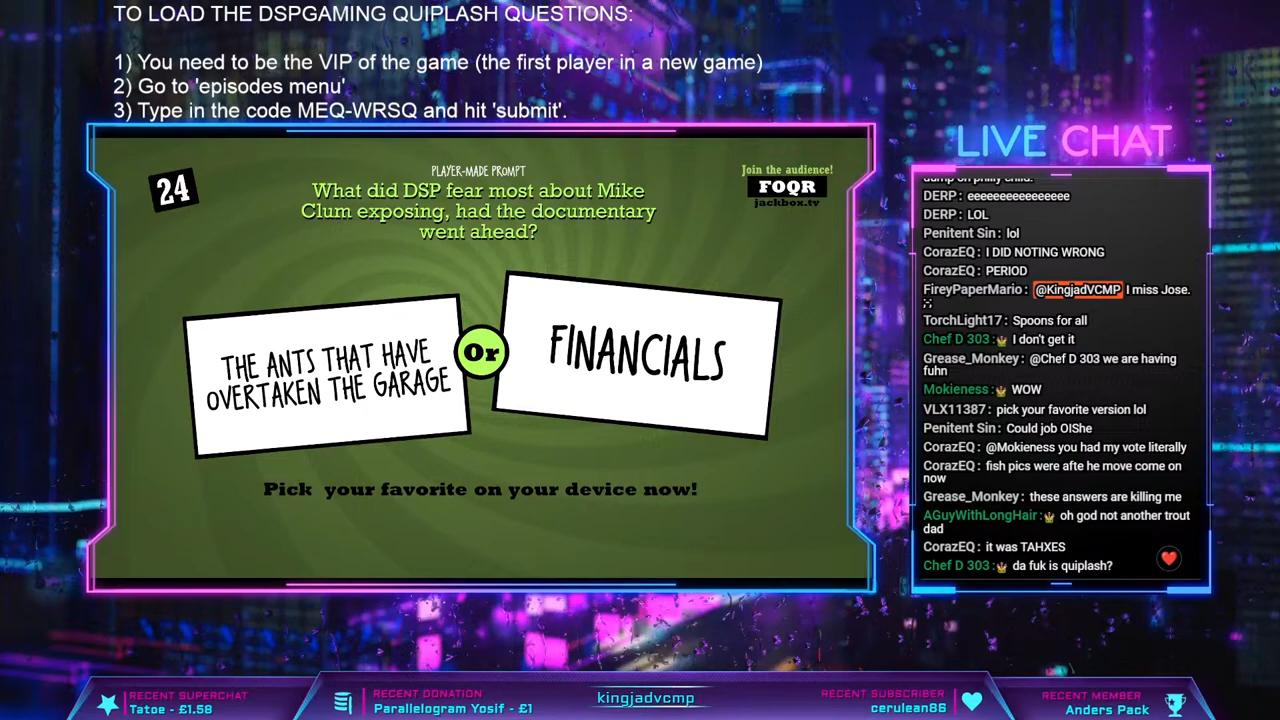 TO LOAD THE DSPGAMING QUIPLASH QUESTIONS:
1) You need to be the VIP of the game (the first player in a new game)
2) Go to 'episodes menu'
3) Type in the code MEQ-WRSQ and hit 'submit'.
24
PLAYER-MADE PROMPT
What did DSP fear most about Mike
Clum exposing, had the documentary
went ahead?
Join the audience!
FOQR
jackbox.tv
THE ANTS THAT HAVE
OVERTAKEN THE GARAGE
Or
FINANCIALS
Pick your favorite on your device now!
LIVE CHAT
dump on philly child.
DERP: eeeeeeeeeeeeeeee
DERP: LOL
Penitent Sin: lol
CorazEQ: I DID NOTING WRONG
CorazEQ: PERIOD
FireyPaperMario: @KingjadVCMP I miss Jose.
:;
TorchLight17: Spoons for all
Chef D 303: I don't get it
Grease_Monkey: @Chef D 303 we are having
fuhn
Mokieness: WOW
VLX11387: pick your favorite version lol
Penitent Sin: Could job OIShe
CorazEQ: @Mokieness you had my vote literally
CorazEQ: fish pics were afte he move come on
now
Grease_Monkey: these answers are killing me
AGuyWithLongHair: oh god not another trout
dad
CorazEQ: it was TAHXES
Chef D 303: da fuk is quiplash?
RECENT SUPERCHAT
Tatoe - £1.58
RECENT DONATION
Parallelogram Yosif - £1
kingjadvcmp
RECENT SUBSCRIBER
cerulean86
RECENT MEMBER
Anders Pack